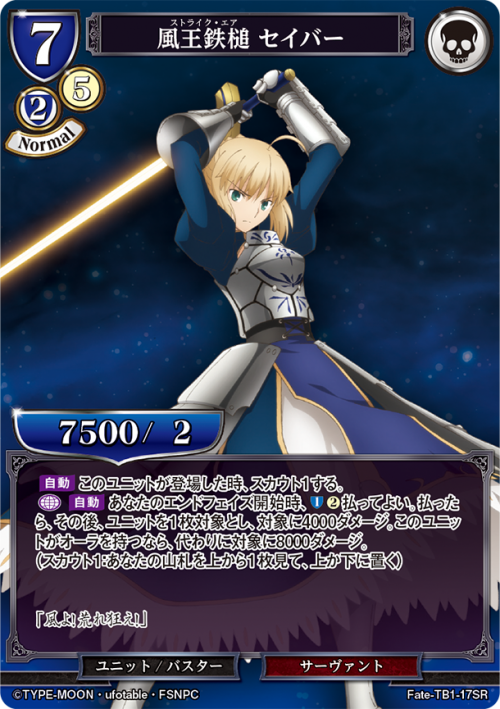 7
ストライク・エア
風王鉄槌 セイバー
2
5
Normal
7500/ 2
自動 このユニットが登場した時、スカウト1する。
自動 あなたのエンドフェイズ開始時、1 2払ってよい。払った
ら、その後、ユニットを1枚対象とし、対象に4000ダメージ。このユニッ
トがオーラを持つなら、代わりに対象に8000ダメージ。
(スカウト1:あなたの山札を上から1枚見て、上か下に置く)
『風よ!荒れ狂え!』
ユニット / バスター
サーヴァント
©TYPE-MOON・ufotable・FSNPC
Fate-TB1-17SR